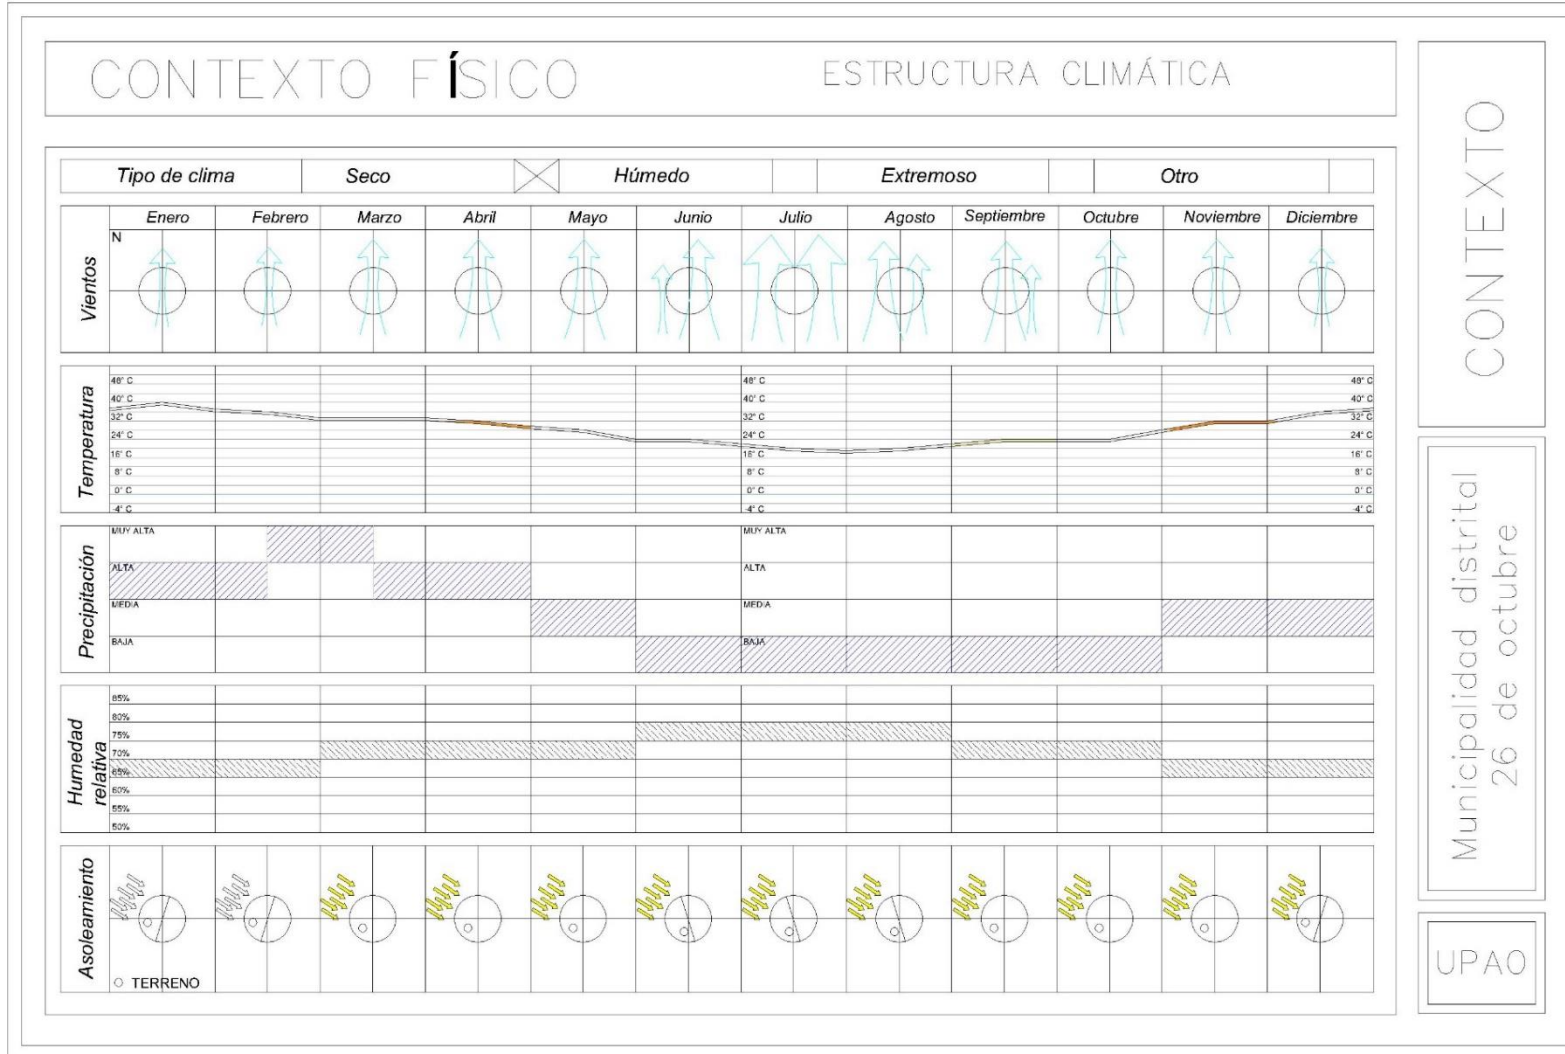 CONTEXTO FÍSICO
ESTRUCTURA CLIMÁTICA
Tipo de clima
Seco
Húmedo
Extremoso
Otro
Enero
Febrero
Marzo
Abril
Mayo
Junio
Julio
Agosto
Septiembre
Octubre
Noviembre
Diciembre
Vientos
N
Temperatura
48° C
40° C
32° C
24° C
16° C
8° C
0° C
-4° C
48° C
40° C
32° C
24° C
16° C
8° C
0° C
-4° C
48° C
40° C
32° C
24° C
16° C
8° C
0° C
-4° C
Precipitación
MUY ALTA
ALTA
MEDIA
BAJA
MUY ALTA
ALTA
MEDIA
BAJA
Humedad
relativa
85%
80%
75%
70%
65%
60%
55%
50%
Asoleamiento
TERRENO
CONTEXTO
Municipalidad distrital
26 de octubre
UPAO